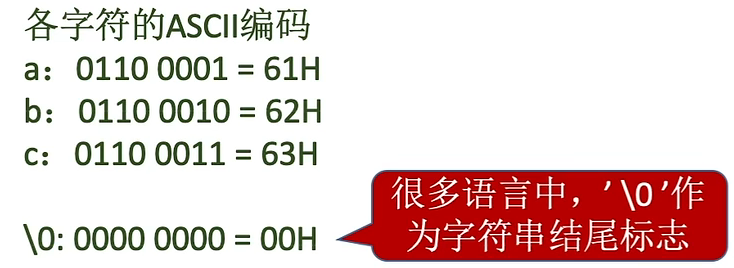 各字符的ASCII编码
a：0110 0001 = 61H
b：0110 0010 = 62H
c：0110 0011 = 63H
\0: 0000 0000 = 00H
很多语言中，’\0’作
为字符串结尾标志